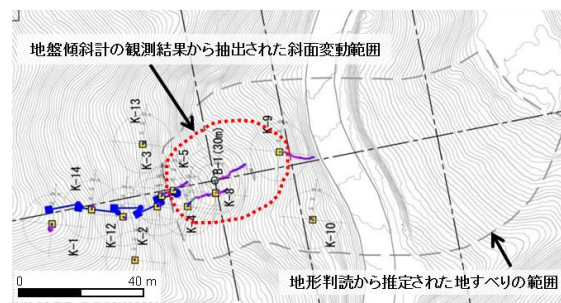 地盤傾斜計の観測結果から抽出された斜面変動範囲
K-13
K-3
K-5
K-14
B-1(30m)
K-9
K-8
K-4
K-2
K-12
K-1
K-10
0 40 m
地形判読から推定された地すべりの範囲